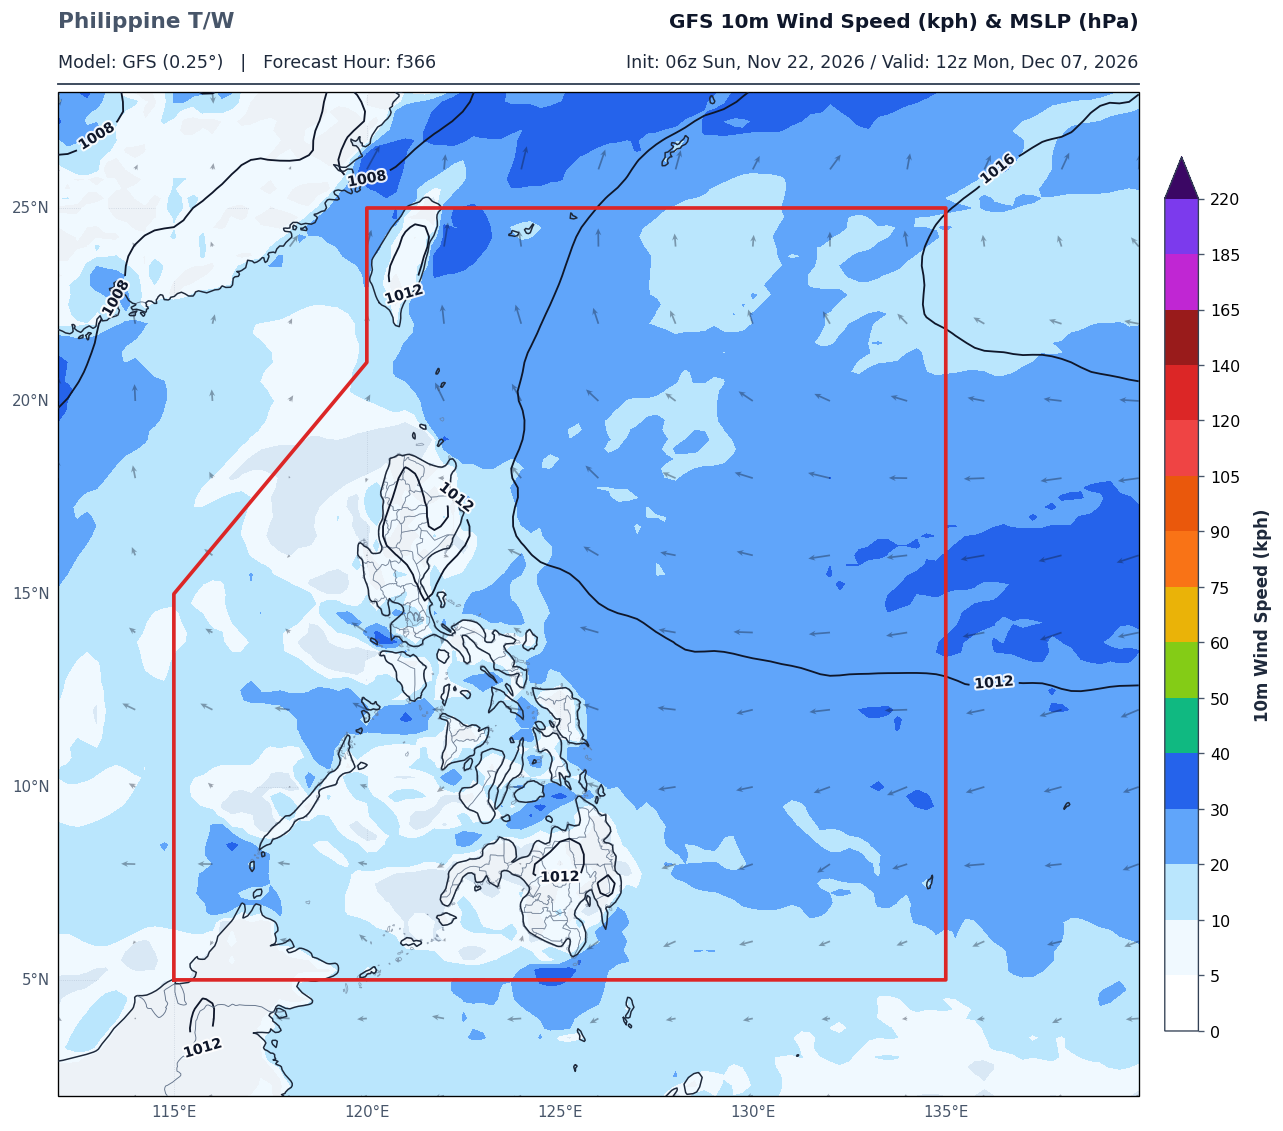 Philippine T/W
GFS 10m Wind Speed (kph) & MSLP (hPa)
Model: GFS (0.25°) | Forecast Hour: f366
Init: 06z Sun, Nov 22, 2026 / Valid: 12z Mon, Dec 07, 2026
1008
1008
1016
1008
1012
1012
1012
1012
1012
25°N
20°N
15°N
10°N
5°N
115°E
120°E
125°E
130°E
135°E
220
185
165
140
120
105
90
75
60
50
40
30
20
10
5
0
10m Wind Speed (kph)